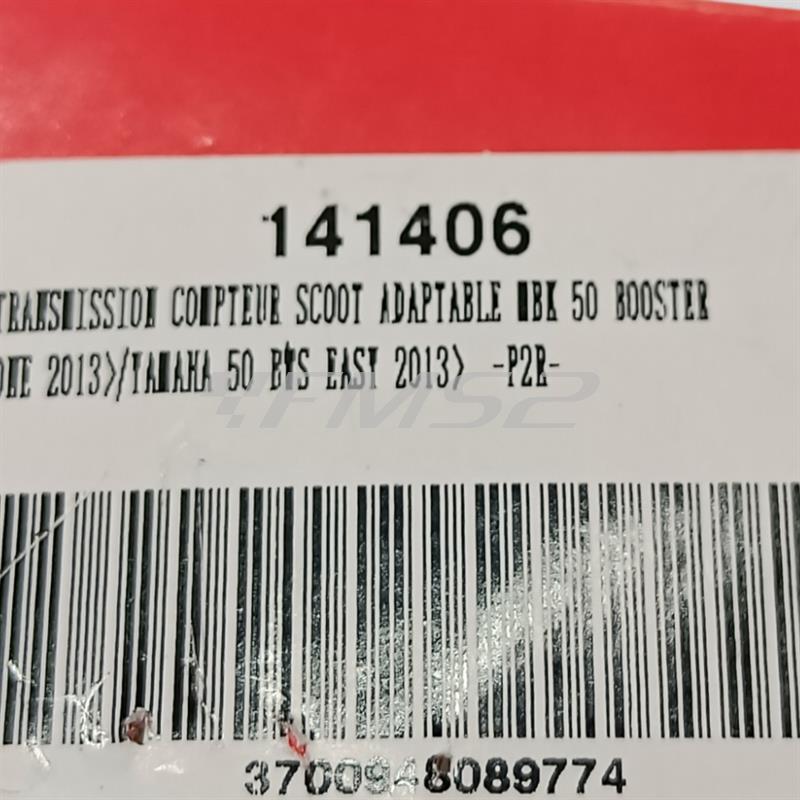 141406
TRANSMISSION COMPTEUR SCOOT ADAPTABLE MBK 50 BOOSTER
ONE 2013>/YAMAHA 50 BWS EASY 2013> -P2R-
FMS2
3700948089774